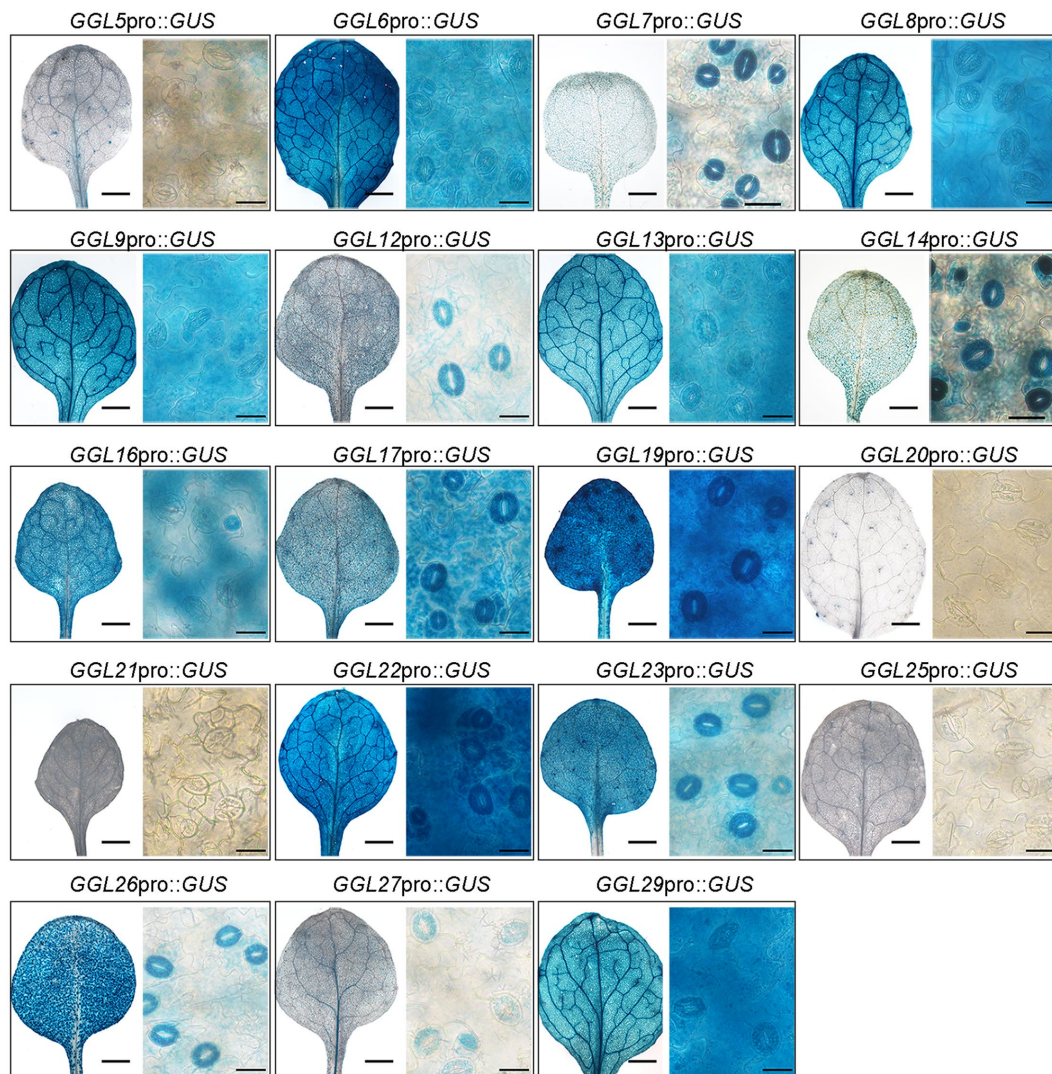 GGL5pro::GUS GGL6pro::GUS GGL7pro::GUS GGL8pro::GUS
GGL9pro::GUS GGL12pro::GUS GGL13pro::GUS GGL14pro::GUS
GGL16pro::GUS GGL17pro::GUS GGL19pro::GUS GGL20pro::GUS
GGL21pro::GUS GGL22pro::GUS GGL23pro::GUS GGL25pro::GUS
GGL26pro::GUS GGL27pro::GUS GGL29pro::GUS